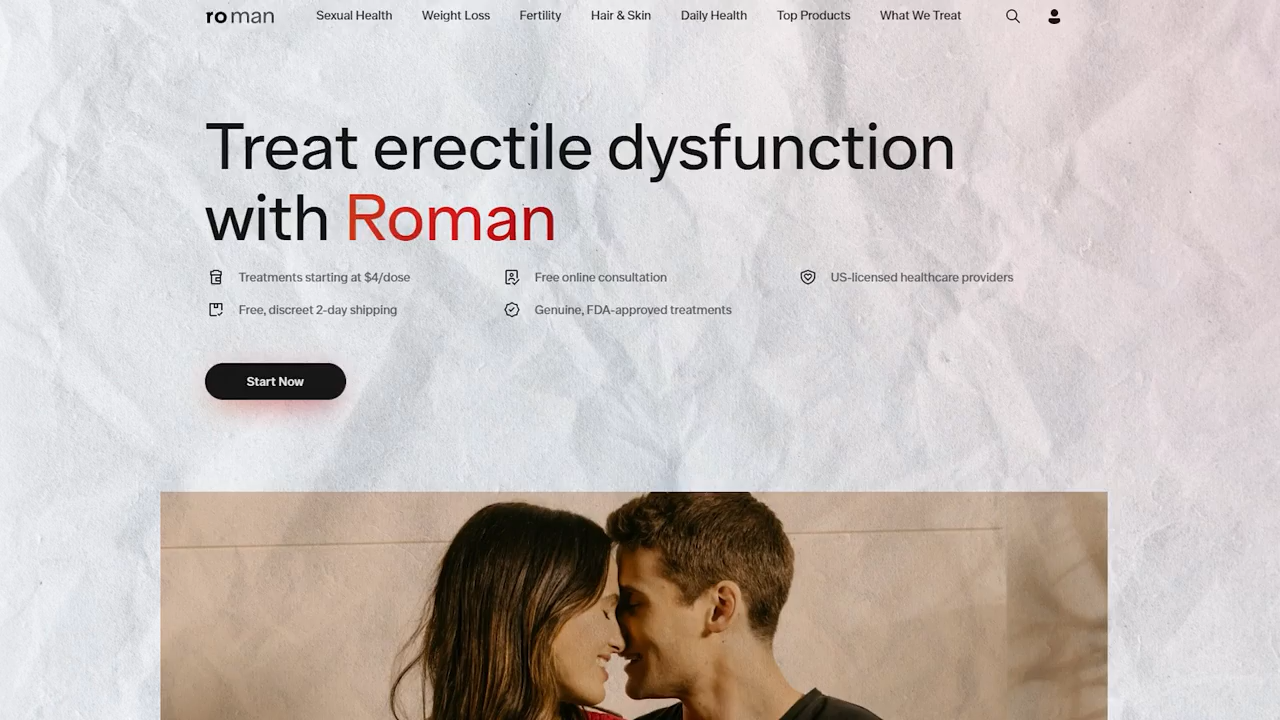 roman Sexual Health Weight Loss Fertility Hair & Skin Daily Health Top Products What We Treat
Treat erectile dysfunction
with Roman
Treatments starting at $4/dose Free online consultation US-licensed healthcare providers
Free, discreet 2-day shipping Genuine, FDA-approved treatments
Start Now